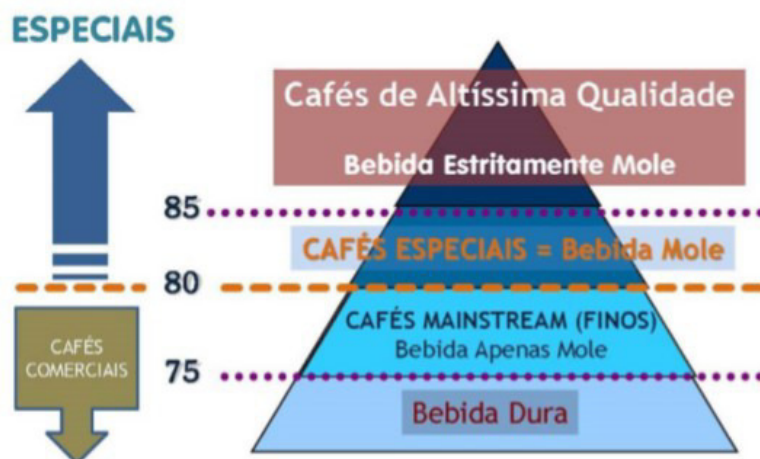 ESPECIAIS
Cafés de Altíssima Qualidade
Bebida Estritamente Mole
85
CAFÉS ESPECIAIS = Bebida Mole
80
CAFÉS MAINSTREAM (FINOS)
Bebida Apenas Mole
CAFÉS
COMERCIAIS
75
Bebida Dura